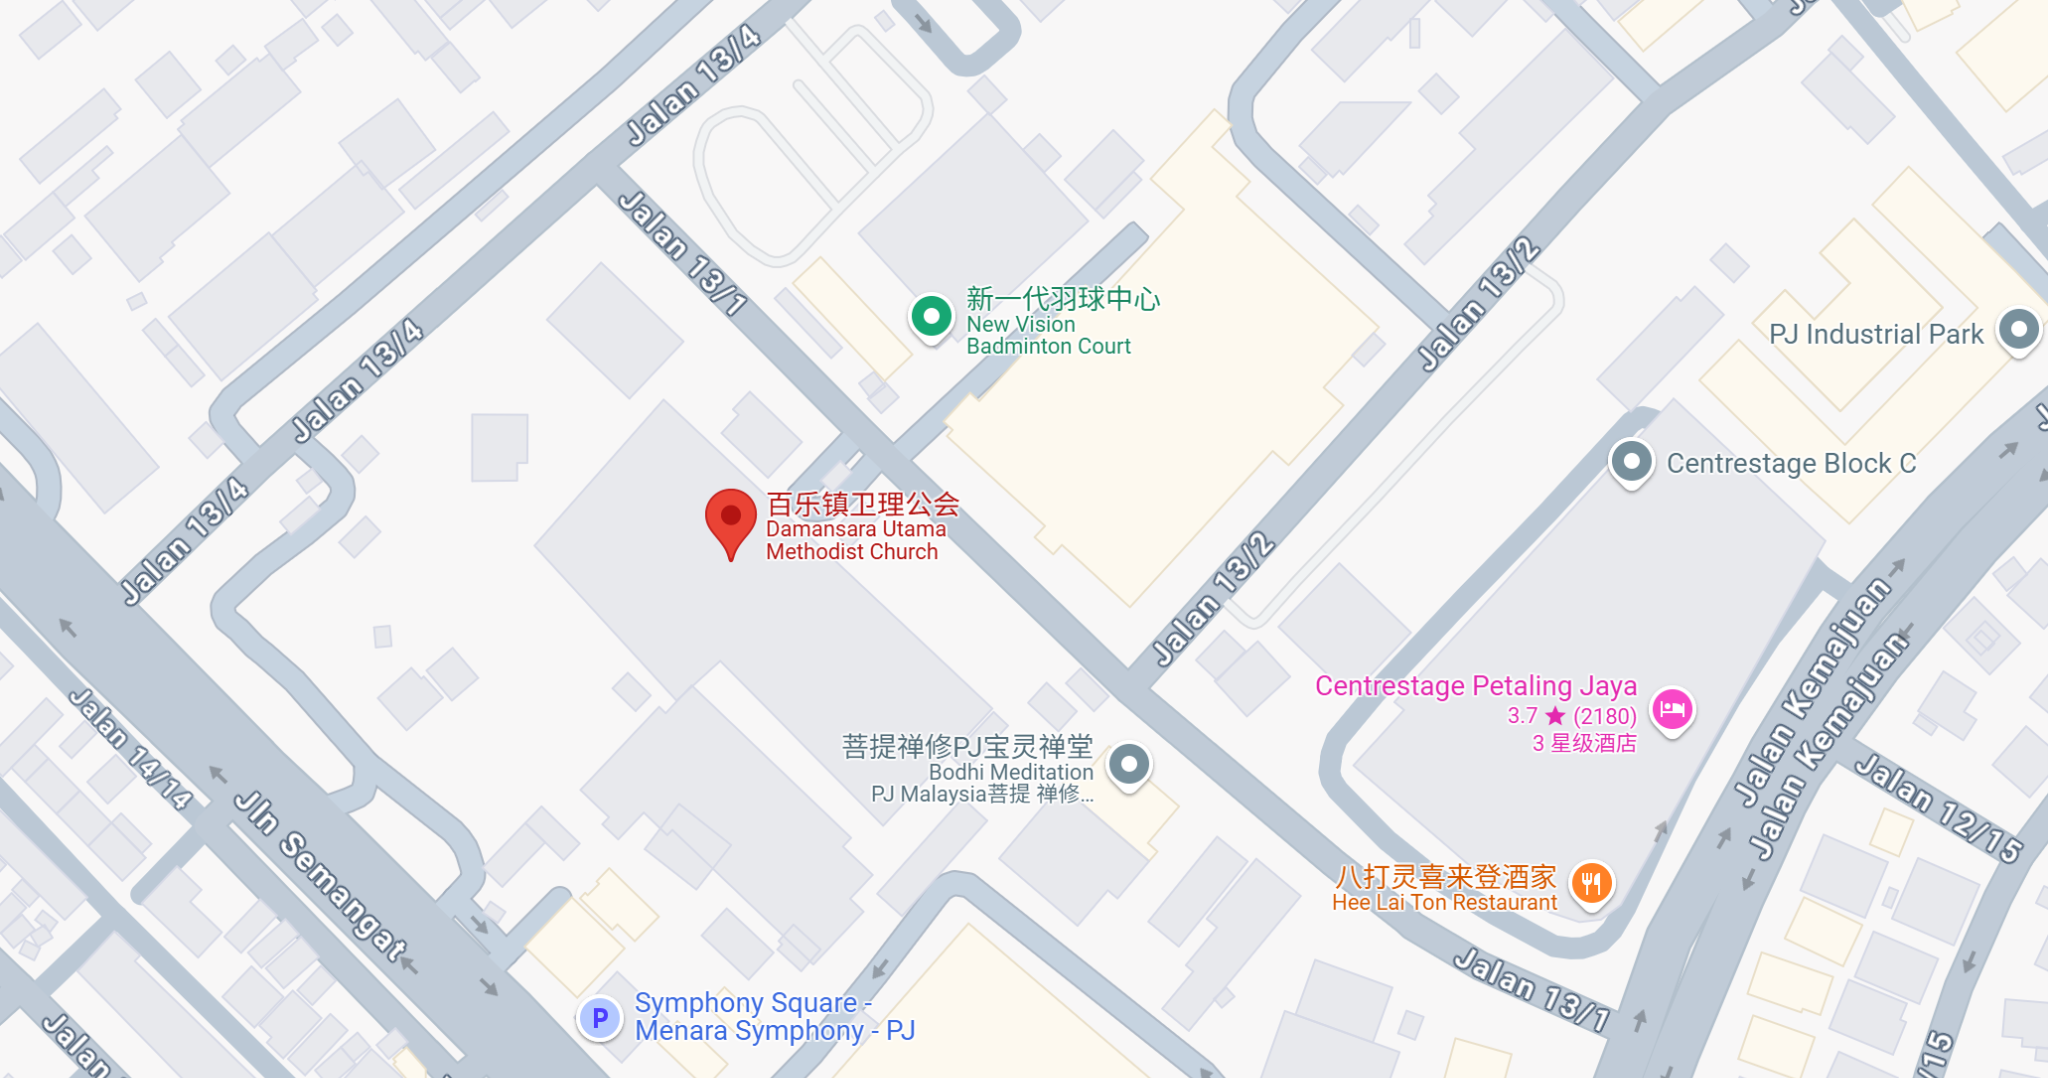 Jalan 13/4
Jalan 13/1
新一代羽球中心
New Vision
Badminton Court
Jalan 13/2
PJ Industrial Park
Jalan 13/4
Centrestage Block C
Jalan 13/4
百乐镇卫理公会
Damansara Utama
Methodist Church
Jalan 13/2
Jalan Kemajuan
Jalan Kemajuan
Centrestage Petaling Jaya
3.7 ★ (2180)
3 星级酒店
Jalan 14/14
菩提禅修PJ宝灵禅堂
Bodhi Meditation
PJ Malaysia菩提 禅修...
Jalan 12/15
Jln Semangat
八打灵喜来登酒家
Hee Lai Ton Restaurant
Jalan 13/1
P
Symphony Square -
Menara Symphony - PJ
Jalan
/15